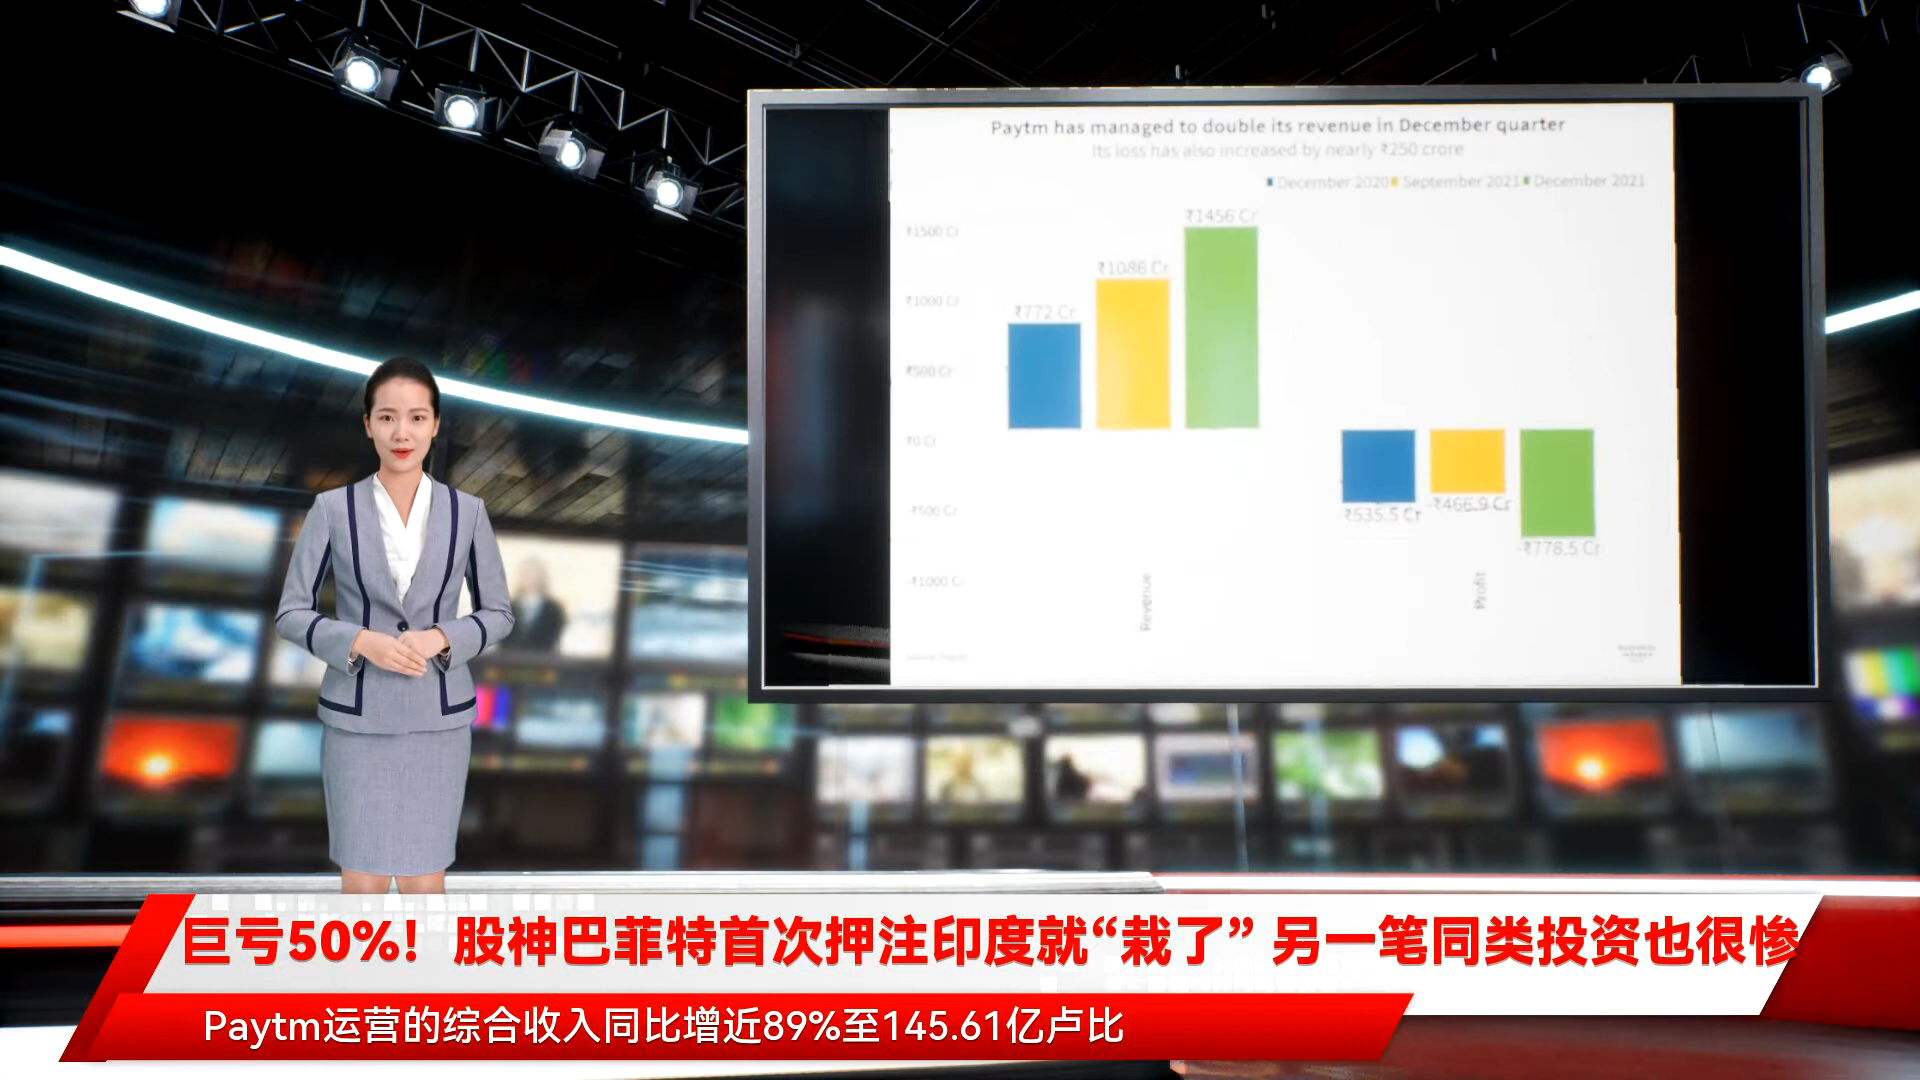 Paytm has managed to double its revenue in December quarter
Its loss has also increased by nearly ₹250 crore
December 2020 September 2021 December 2021
₹1500 Cr
₹1000 Cr
₹500 Cr
₹0 Cr
-₹500 Cr
-₹1000 Cr
₹772 Cr
₹1086 Cr
₹1456 Cr
-₹535.5 Cr
-₹466.9 Cr
-₹778.5 Cr
Revenue
Profit
巨亏50%！股神巴菲特首次押注印度就“栽了” 另一笔同类投资也很惨
Paytm运营的综合收入同比增近89%至145.61亿卢比